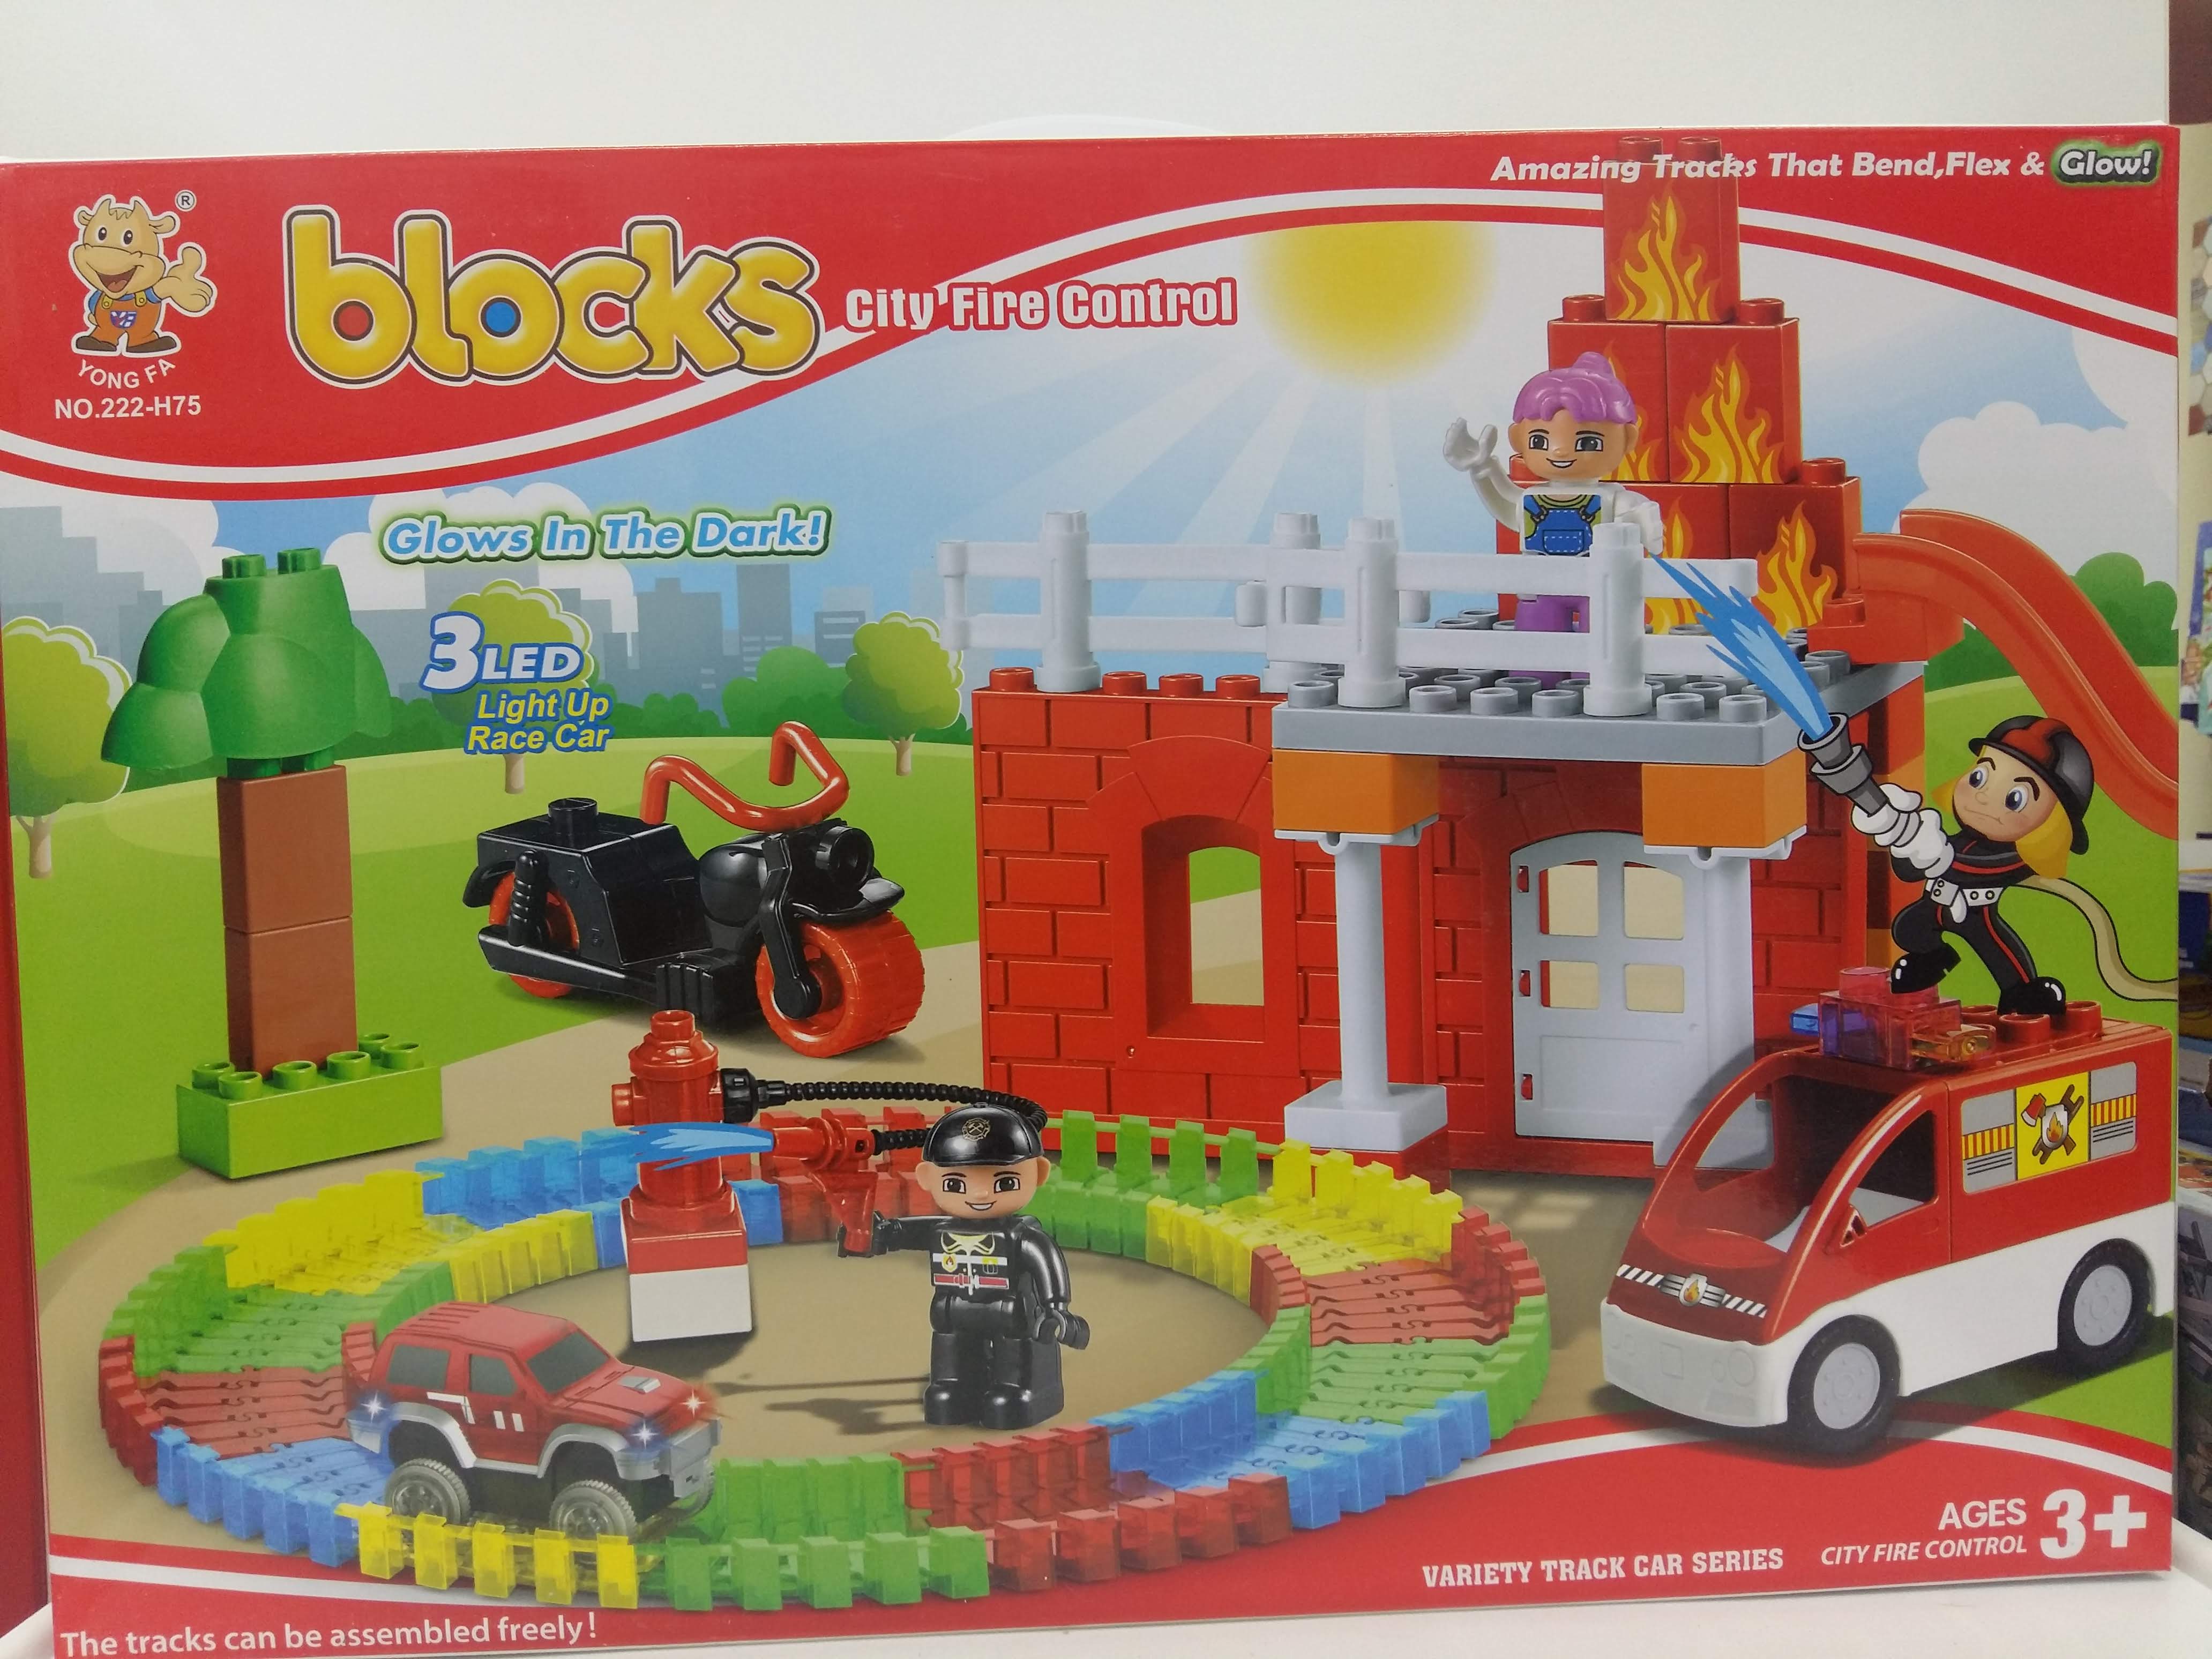 Amazing Tracks That Bend,Flex & Glow!
®
blocks
City Fire Control
YONG FA
NO.222-H75
Glows In The Dark!
3 LED
Light Up
Race Car
AGES 3+
CITY FIRE CONTROL
VARIETY TRACK CAR SERIES
The tracks can be assembled freely!